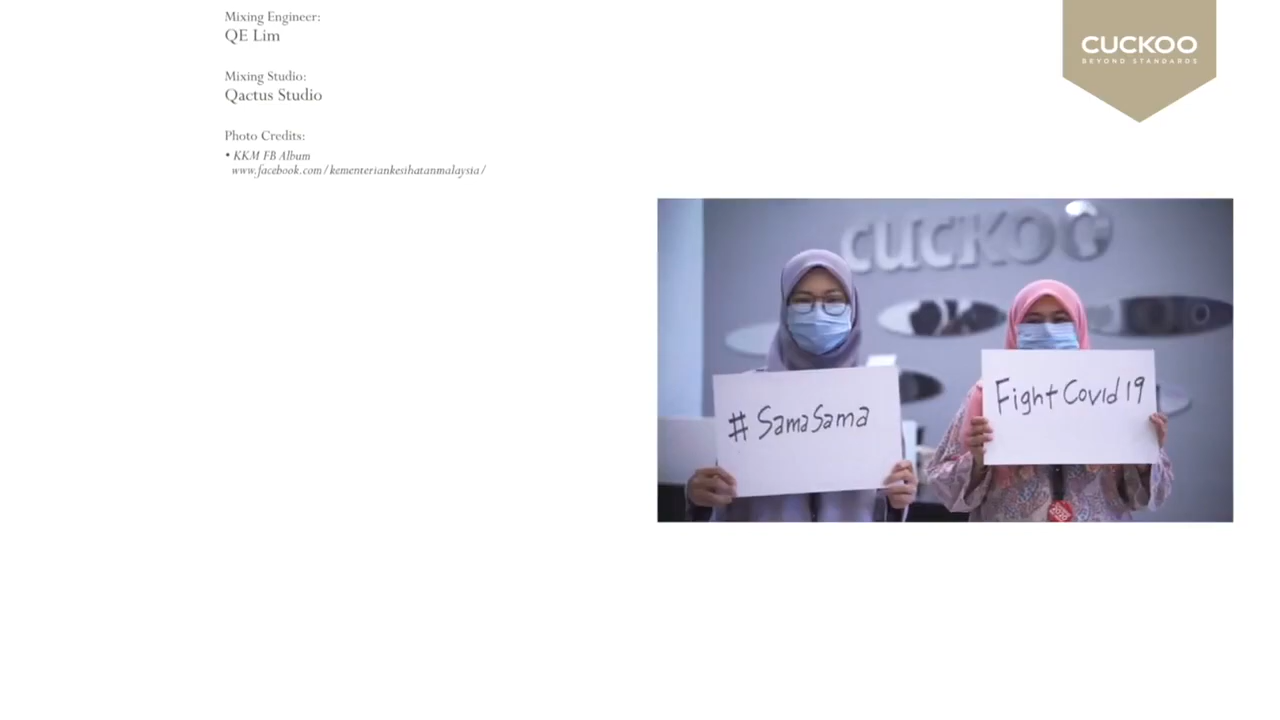 Mixing Engineer:
QE Lim
Mixing Studio:
Qactus Studio
Photo Credits:
• KKM FB Album
www.facebook.com/kementeriankesihatanmalaysia/
CUCKOO
BEYOND STANDARDS
CUCKOO
#SamaSama
Fight Covid 19